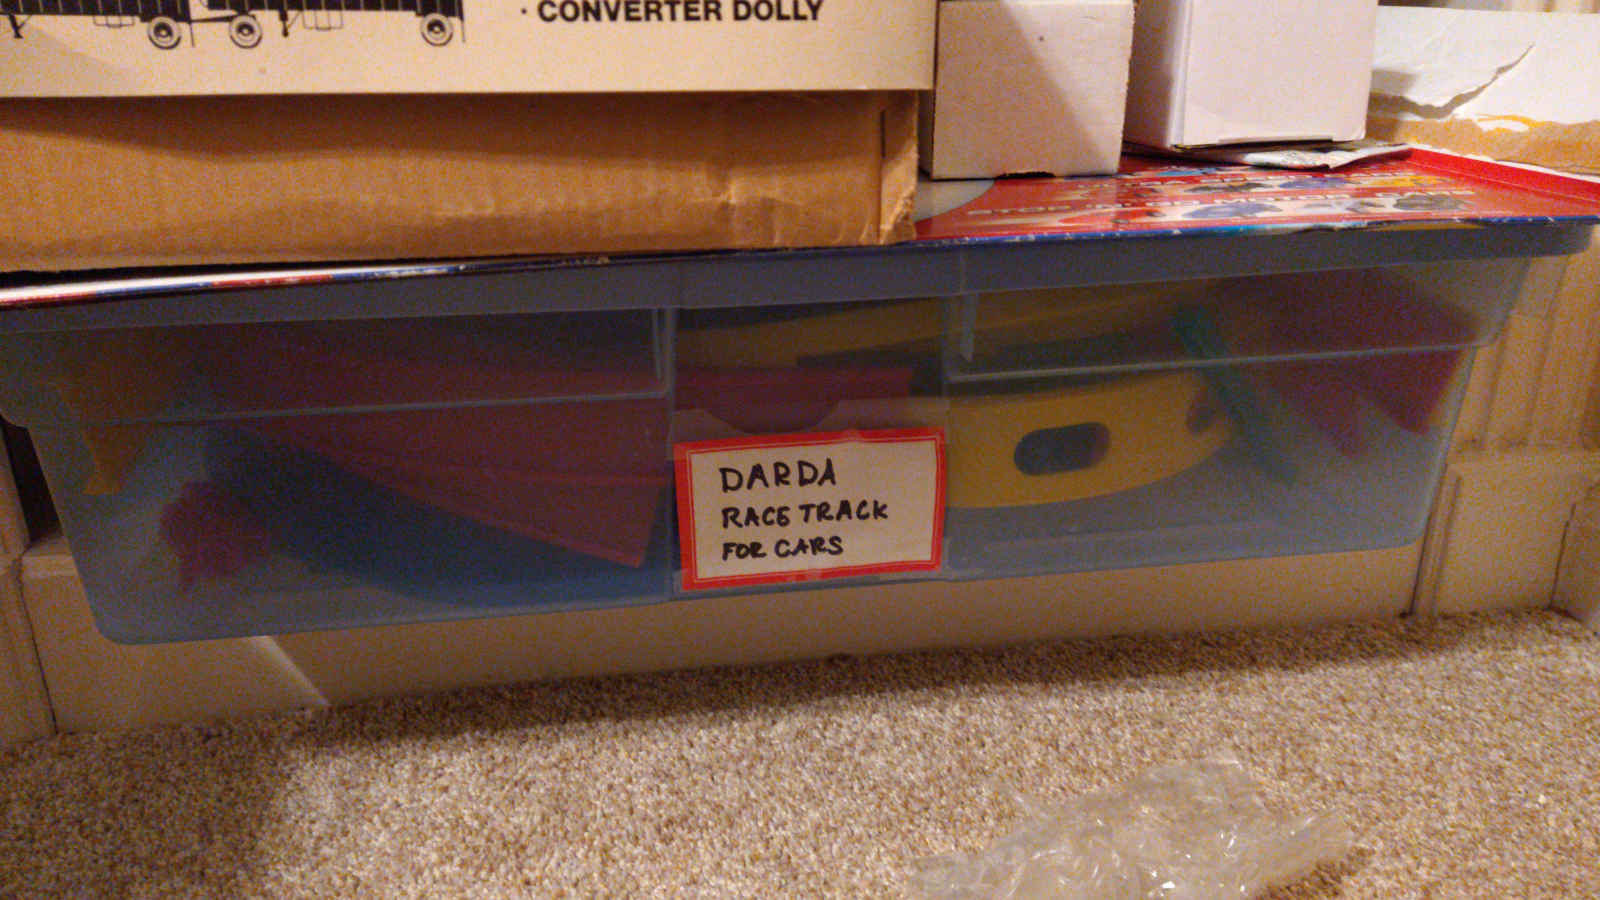 · CONVERTER DOLLY
DARDA
RACE TRACK
FOR CARS